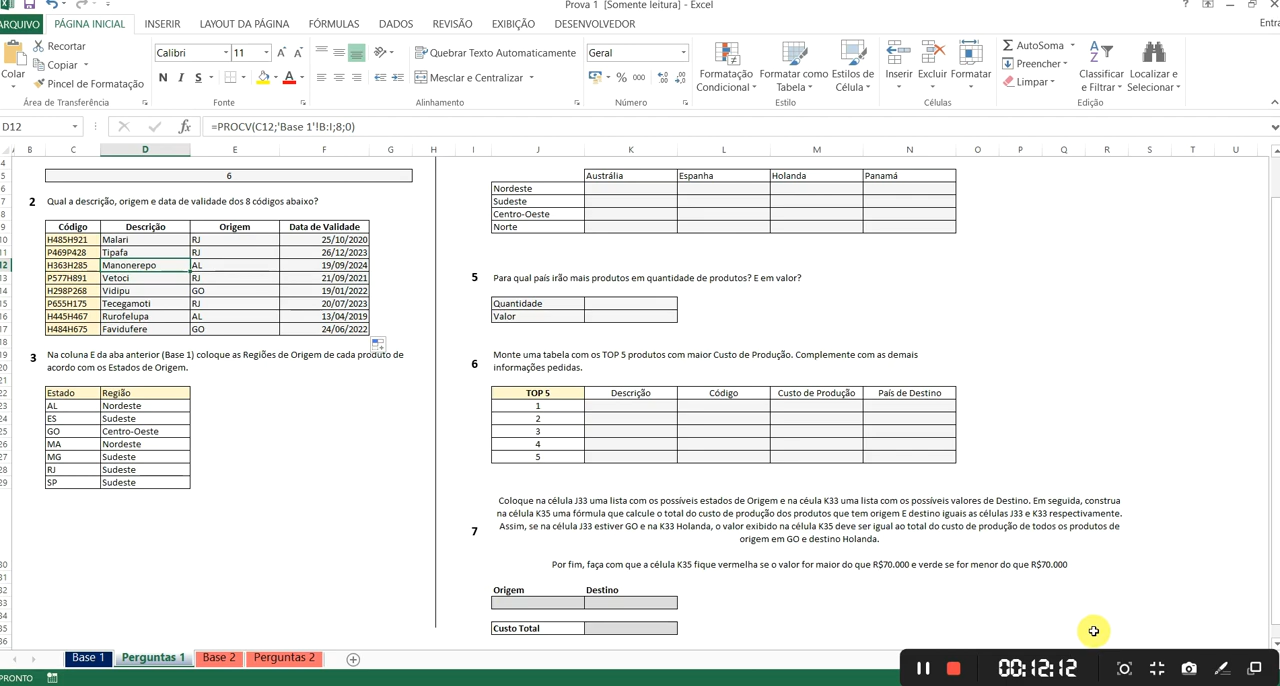 Prova 1 [Somente leitura] - Excel
ARQUIVO PÁGINA INICIAL INSERIR LAYOUT DA PÁGINA FÓRMULAS DADOS REVISÃO EXIBIÇÃO DESENVOLVEDOR Entra
Colar
Recortar
Copiar
Pincel de Formatação
Área de Transferência
Calibri 11
N I S
Fonte
Quebrar Texto Automaticamente
Mesclar e Centralizar
Alinhamento
Geral
% 000
Número
Formatação Condicional
Formatar como Tabela
Estilos de Célula
Estilo
Inserir Excluir Formatar
Células
AutoSoma
Preencher
Limpar
Classificar e Filtrar
Localizar e Selecionar
Edição
D12 fx =PROCV(C12;'Base 1'!B:I;8;0)
B C D E F G H I J K L M N O P Q R S T U
6
2 Qual a descrição, origem e data de validade dos 8 códigos abaixo?
Código Descrição Origem Data de Validade
H485H921 Malari RJ 25/10/2020
P469P428 Tipafa RJ 26/12/2023
H363H285 Manonerepo AL 19/09/2024
P577H891 Vetoci RJ 21/09/2021
H298P268 Vidipu GO 19/01/2022
P655H175 Tecegamoti RJ 20/07/2023
H445H467 Rurofelupa AL 13/04/2019
H484H675 Favidufere GO 24/06/2022
3 Na coluna E da aba anterior (Base 1) coloque as Regiões de Origem de cada produto de
acordo com os Estados de Origem.
Estado Região
AL Nordeste
ES Sudeste
GO Centro-Oeste
MA Nordeste
MG Sudeste
RJ Sudeste
SP Sudeste
Austrália Espanha Holanda Panamá
Nordeste
Sudeste
Centro-Oeste
Norte
5 Para qual país irão mais produtos em quantidade de produtos? E em valor?
Quantidade
Valor
6 Monte uma tabela com os TOP 5 produtos com maior Custo de Produção. Complemente com as demais
informações pedidas.
TOP 5 Descrição Código Custo de Produção País de Destino
1
2
3
4
5
7 Coloque na célula J33 uma lista com os possíveis estados de Origem e na céula K33 uma lista com os possíveis valores de Destino. Em seguida, construa
na célula K35 uma fórmula que calcule o total do custo de produção dos produtos que tem origem E destino iguais as células J33 e K33 respectivamente.
Assim, se na célula J33 estiver GO e na K33 Holanda, o valor exibido na célula K35 deve ser igual ao total do custo de produção de todos os produtos de
origem em GO e destino Holanda.
Por fim, faça com que a célula K35 fique vermelha se o valor for maior do que R$70.000 e verde se for menor do que R$70.000
Origem Destino
Custo Total
Base 1 Perguntas 1 Base 2 Perguntas 2
PRONTO
00:12:12